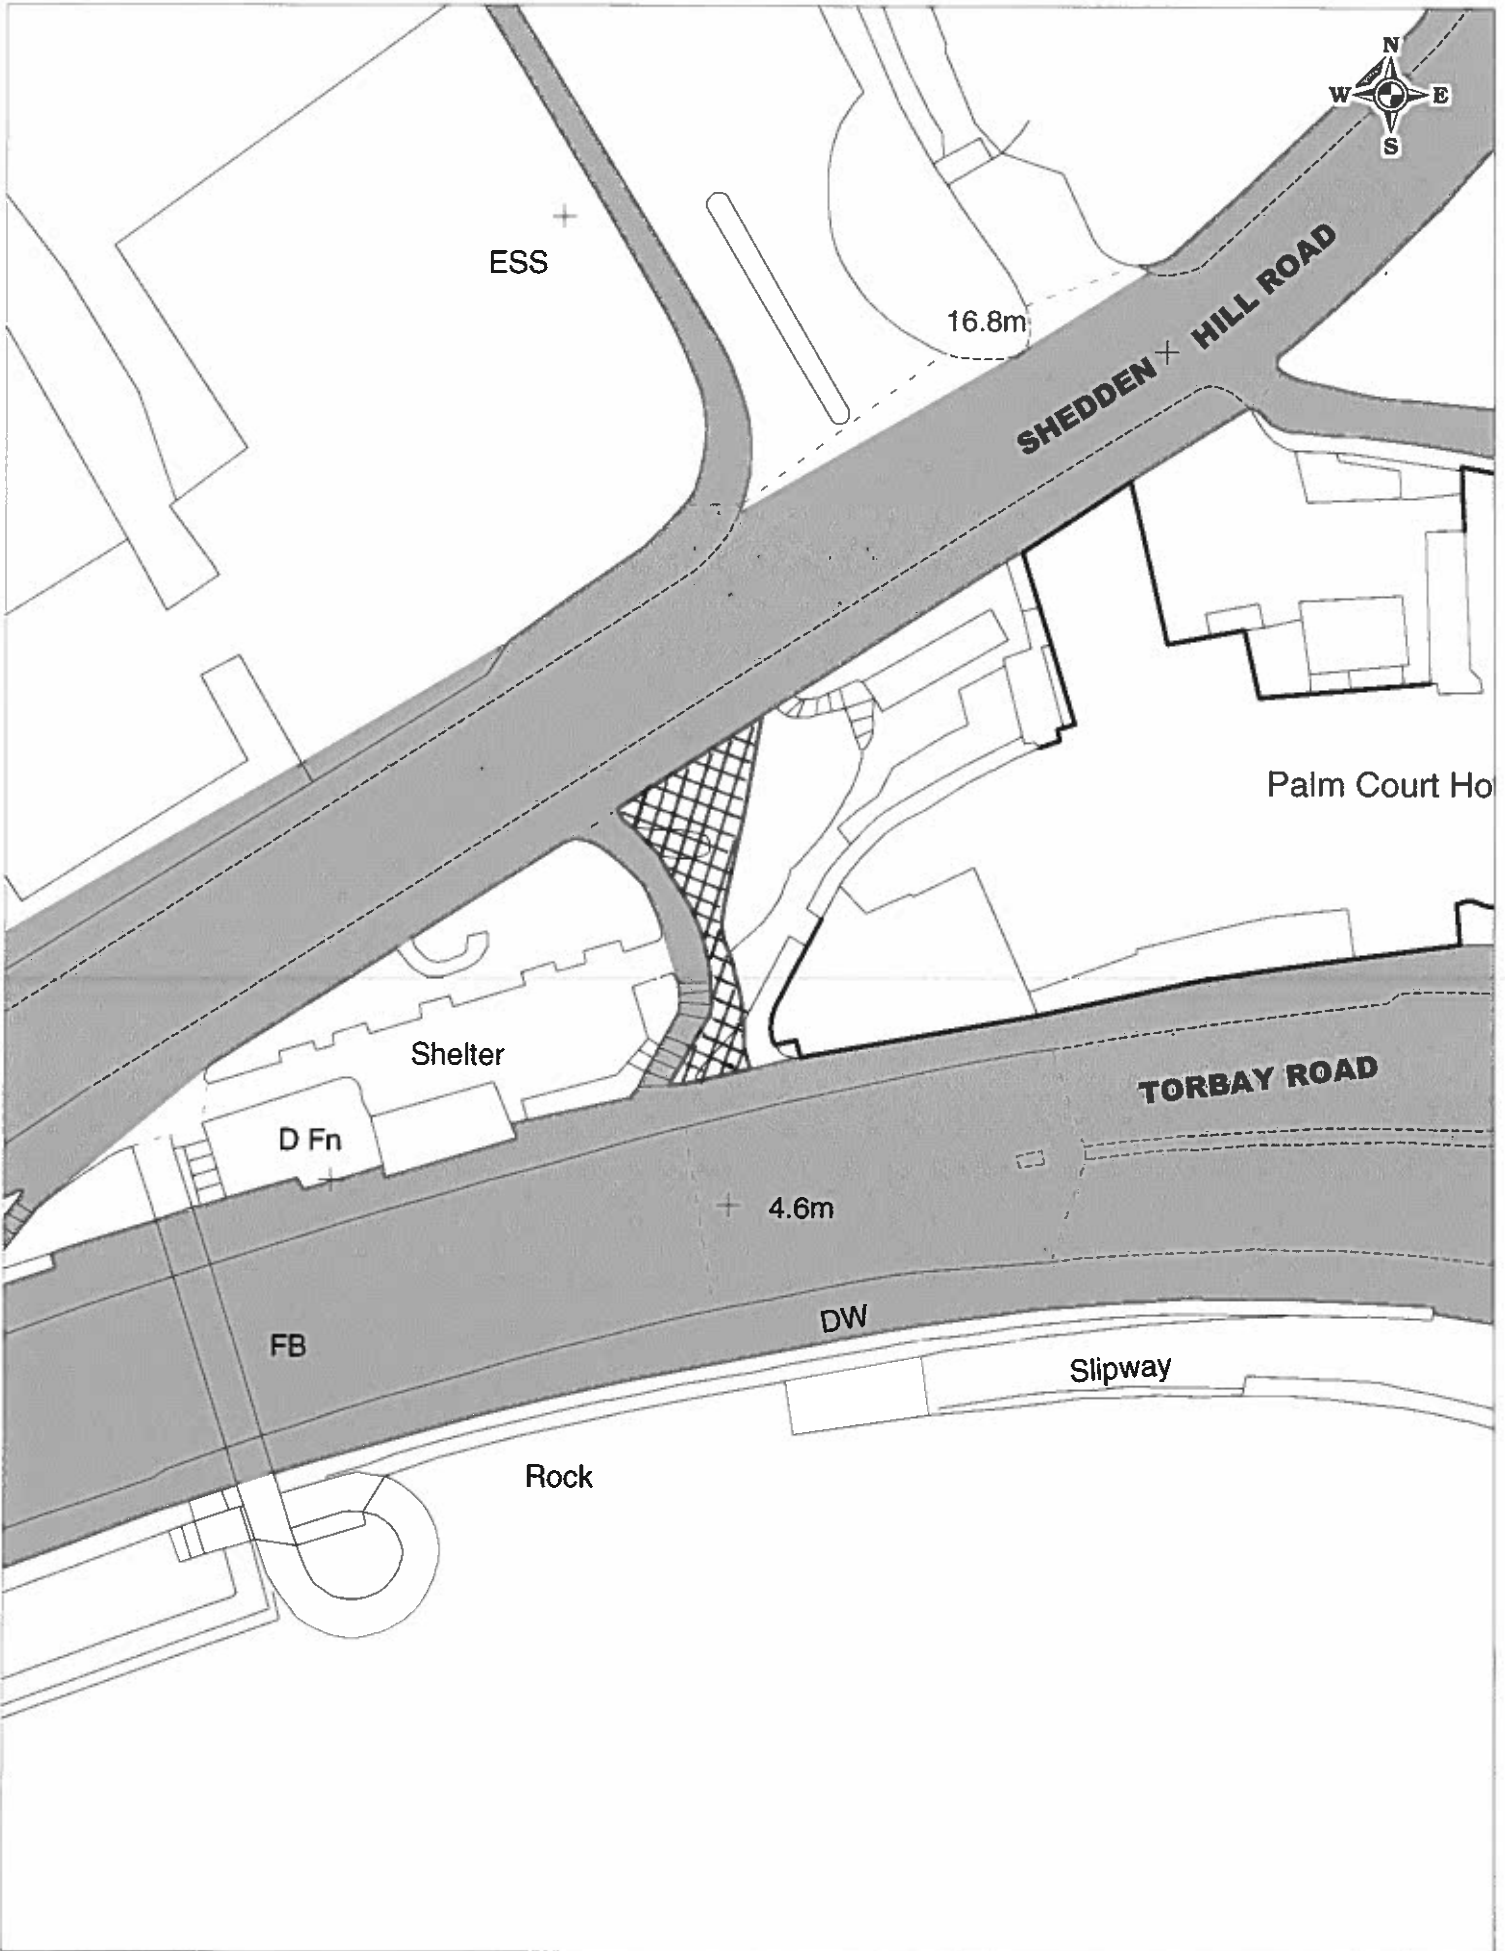 N
W E
S
ESS
16.8m
SHEDDEN HILL ROAD
Palm Court Ho
Shelter
TORBAY ROAD
D Fn
4.6m
DW
FB
Slipway
Rock